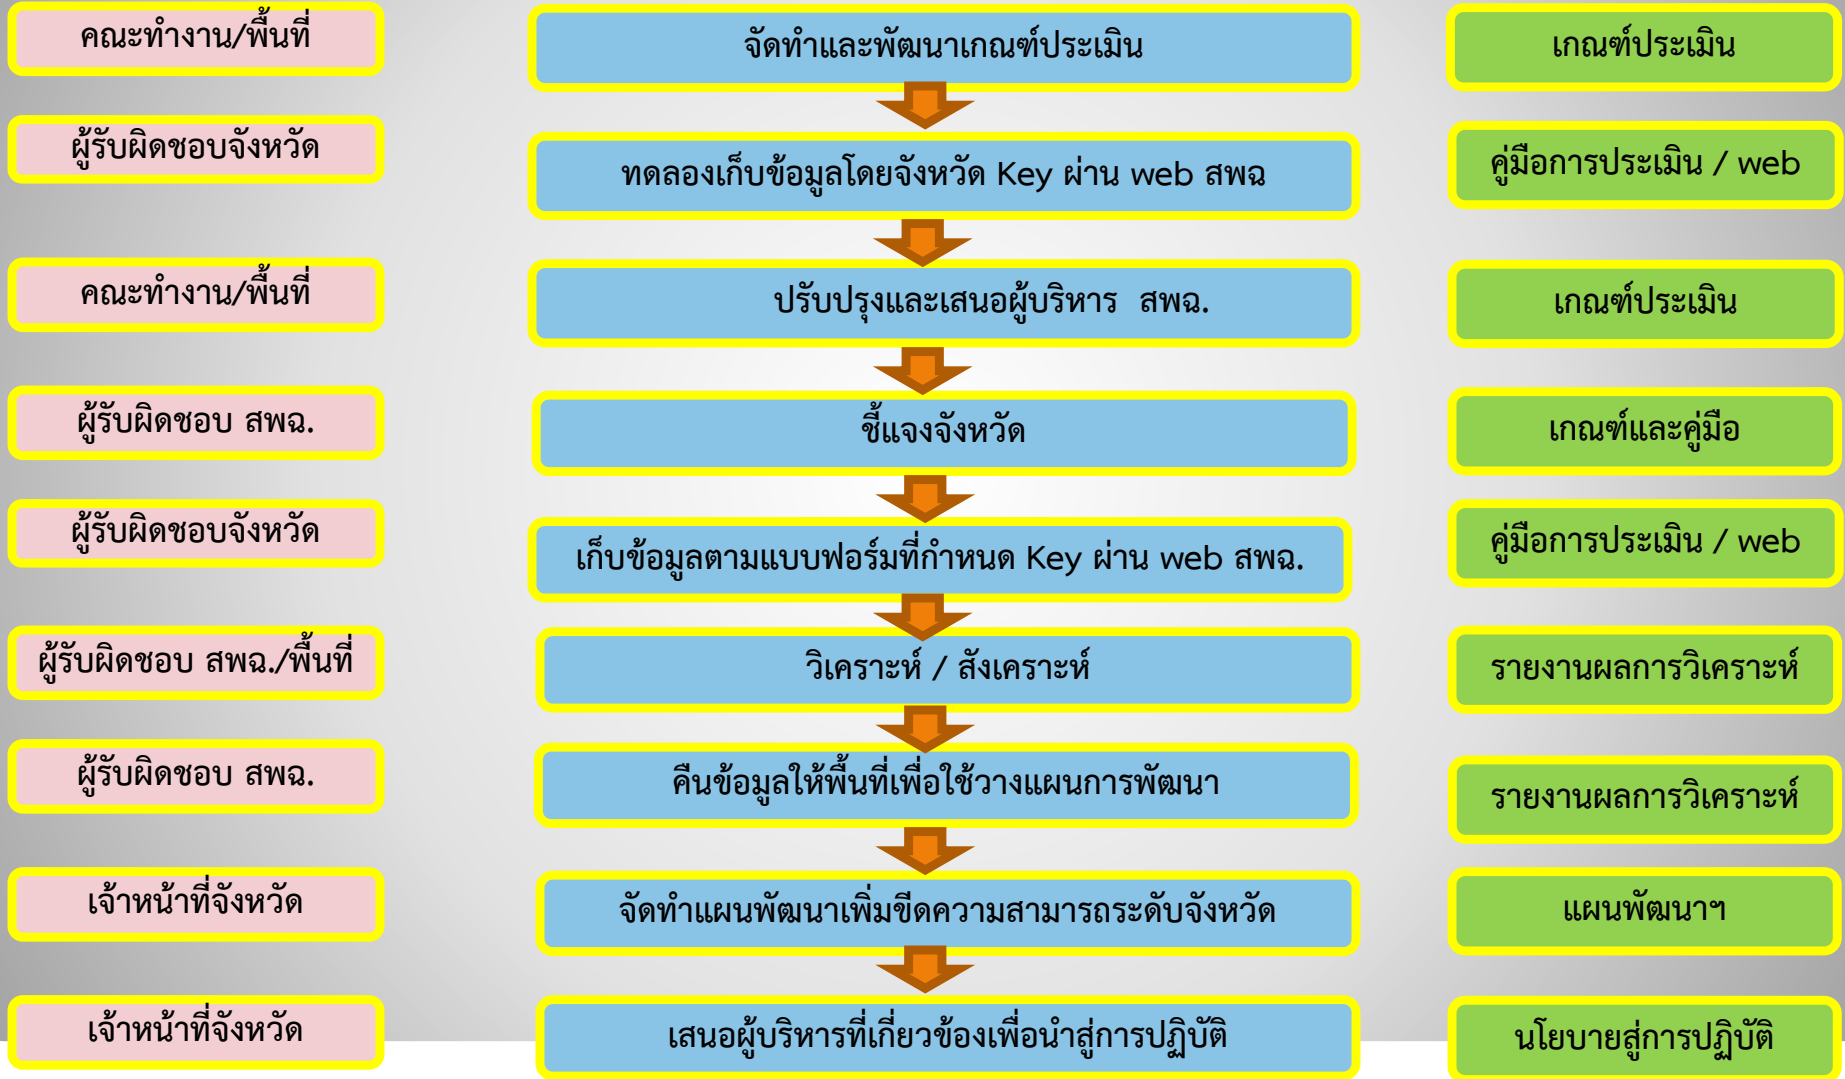 คณะทำงาน/พื้นที่
จัดทำและพัฒนาเกณฑ์ประเมิน
เกณฑ์ประเมิน
ผู้รับผิดชอบจังหวัด
ทดลองเก็บข้อมูลโดยจังหวัด Key ผ่าน web สพฉ
คู่มือการประเมิน / web
คณะทำงาน/พื้นที่
ปรับปรุงและเสนอผู้บริหาร สพฉ.
เกณฑ์ประเมิน
ผู้รับผิดชอบ สพฉ.
ชี้แจงจังหวัด
เกณฑ์และคู่มือ
ผู้รับผิดชอบจังหวัด
เก็บข้อมูลตามแบบฟอร์มที่กำหนด Key ผ่าน web สพฉ.
คู่มือการประเมิน / web
ผู้รับผิดชอบ สพฉ./พื้นที่
วิเคราะห์ / สังเคราะห์
รายงานผลการวิเคราะห์
ผู้รับผิดชอบ สพฉ.
คืนข้อมูลให้พื้นที่เพื่อใช้วางแผนการพัฒนา
รายงานผลการวิเคราะห์
เจ้าหน้าที่จังหวัด
จัดทำแผนพัฒนาเพิ่มขีดความสามารถระดับจังหวัด
แผนพัฒนาฯ
เจ้าหน้าที่จังหวัด
เสนอผู้บริหารที่เกี่ยวข้องเพื่อนำสู่การปฏิบัติ
นโยบายสู่การปฏิบัติ